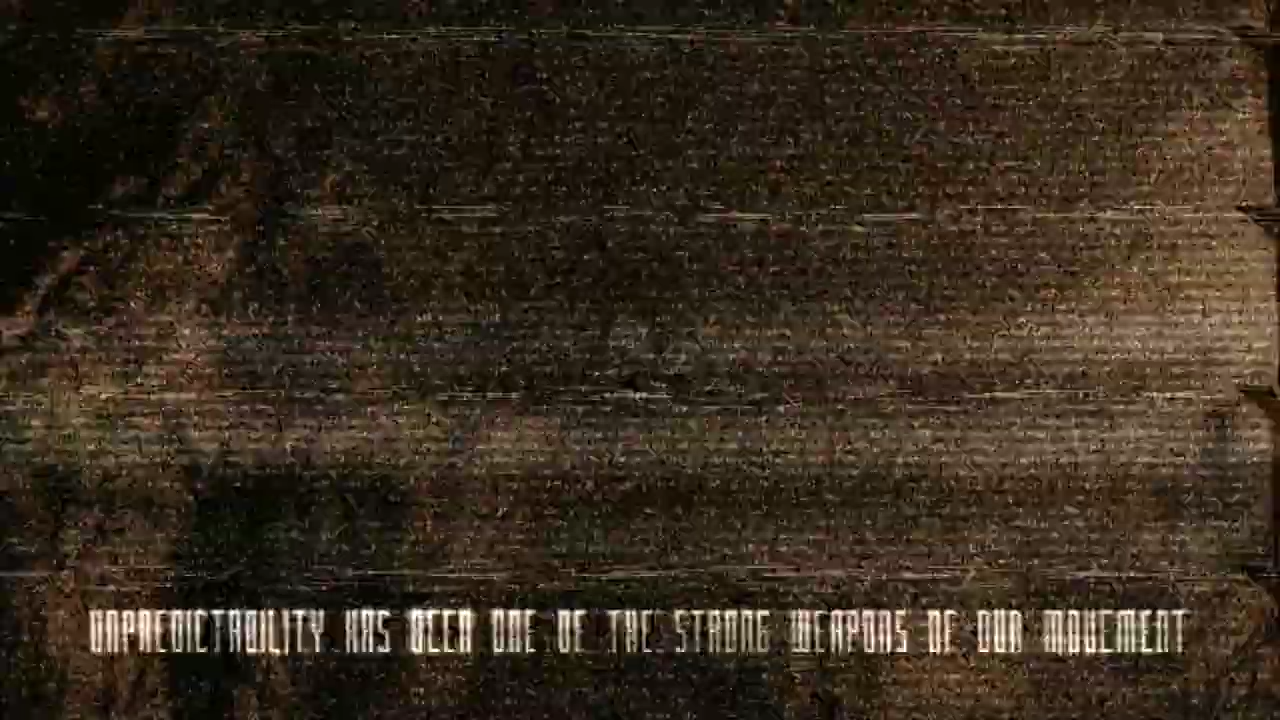 UNPREDICTABILITY HAS BEEN ONE OF THE STRONG WEAPONS OF OUR MOVEMENT